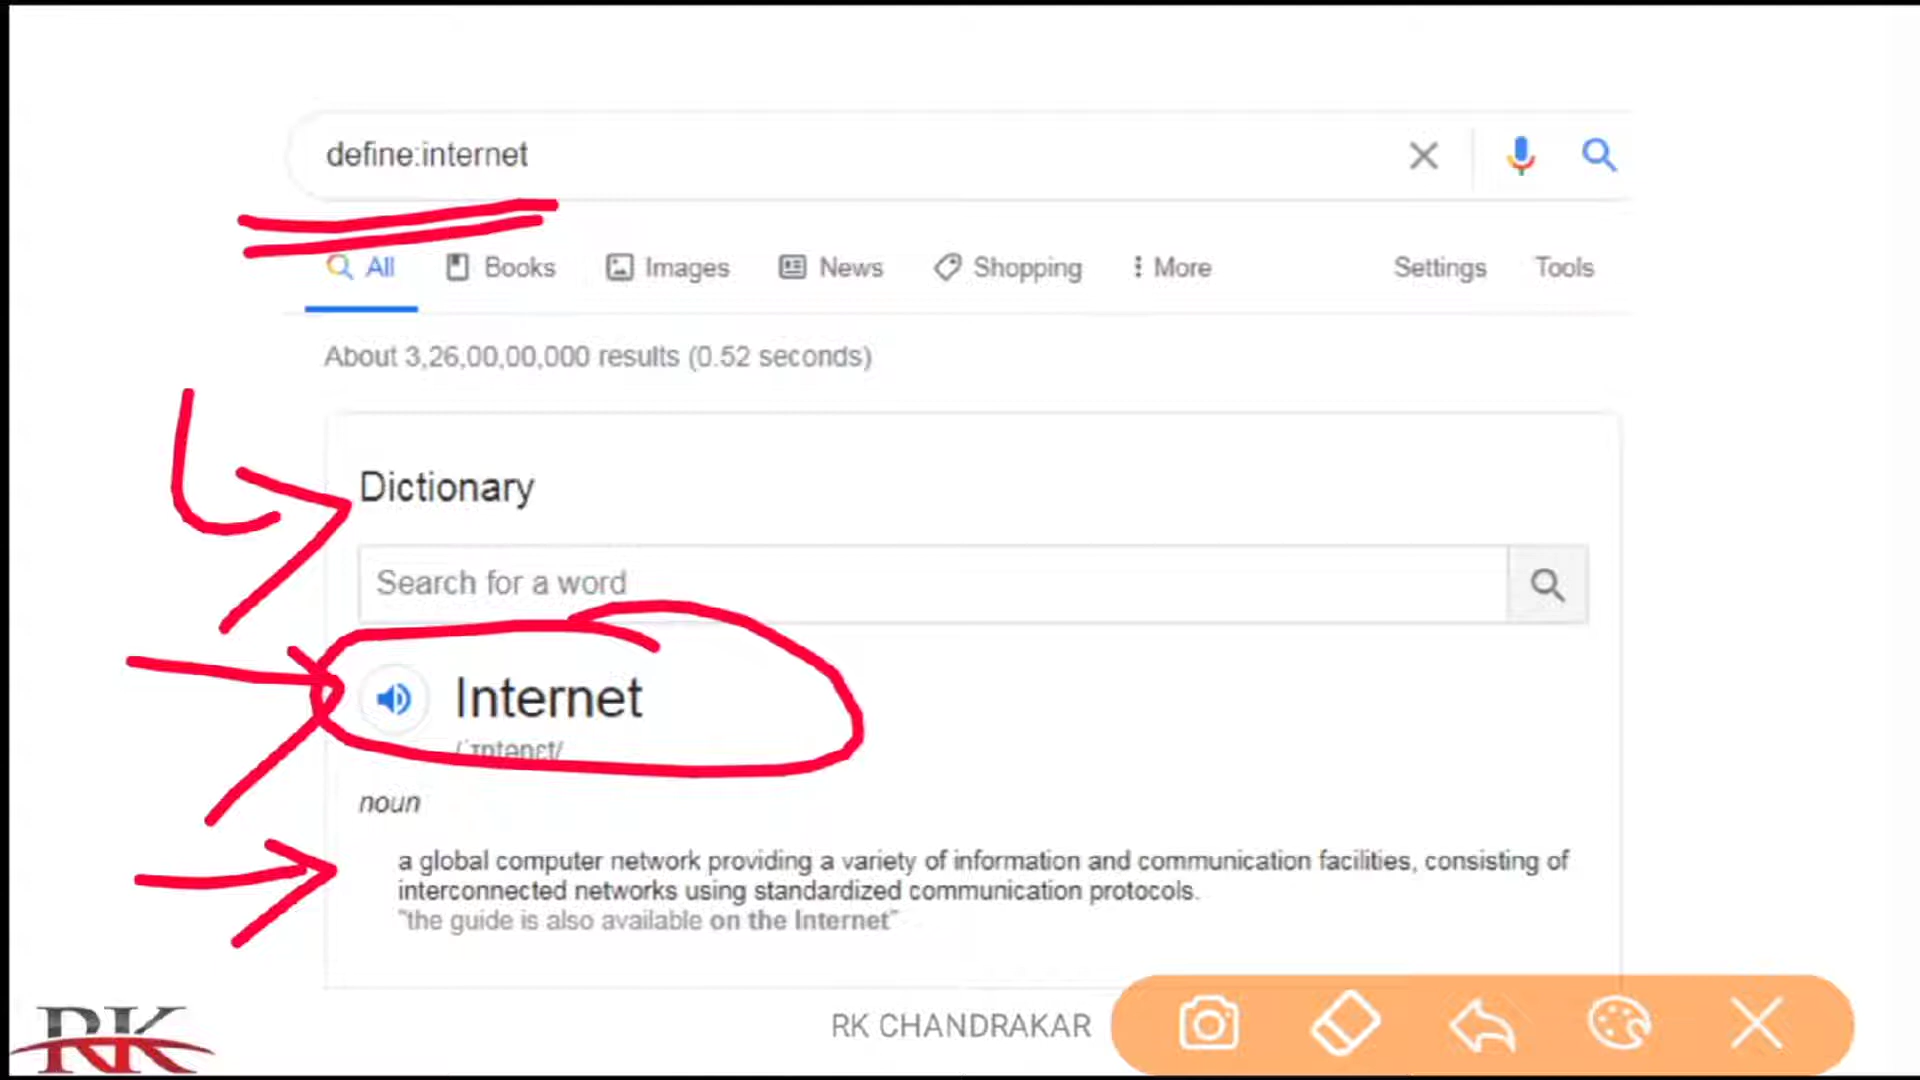 define:internet
All Books Images News Shopping More Settings Tools
About 3,26,00,00,000 results (0.52 seconds)
Dictionary
Search for a word
Internet
noun
a global computer network providing a variety of information and communication facilities, consisting of
interconnected networks using standardized communication protocols.
"the guide is also available on the Internet"
RK CHANDRAKAR
RK